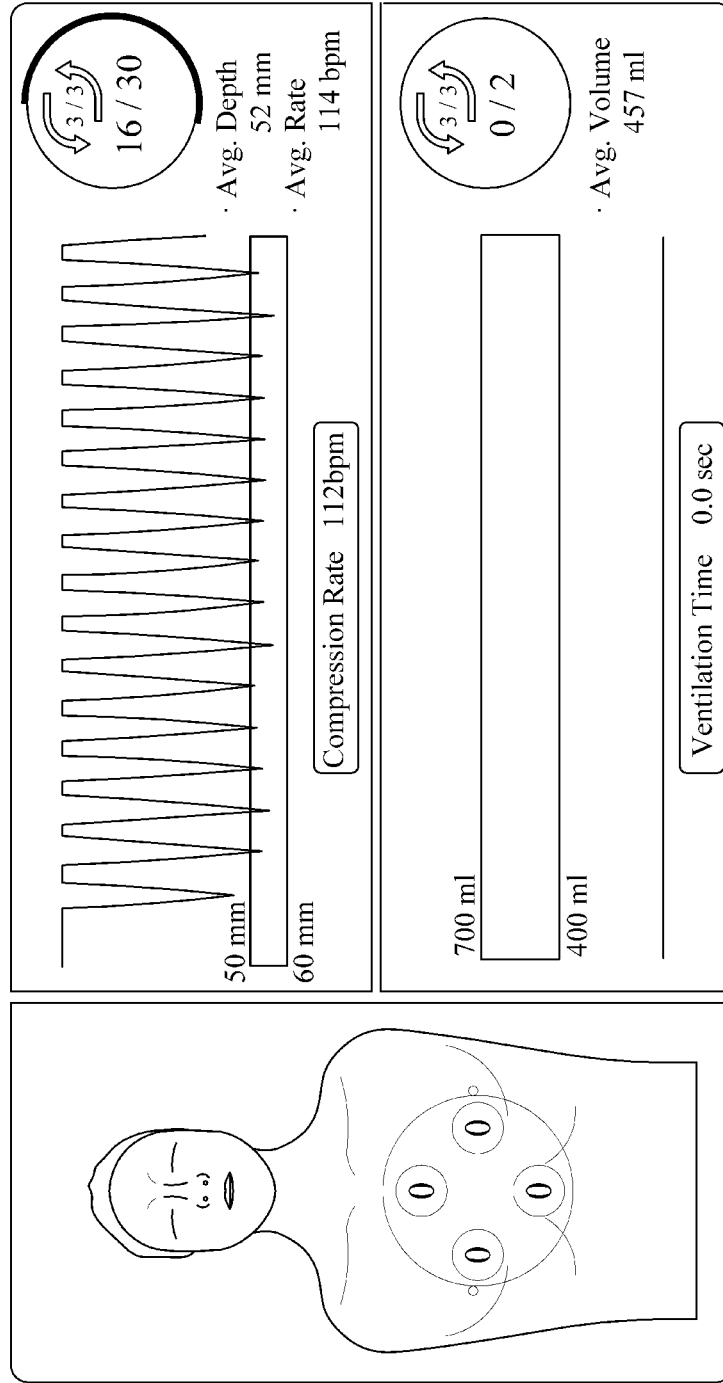 0
0
0
0
50 mm
60 mm
Compression Rate 112bpm
3 / 3
16 / 30
· Avg. Depth
52 mm
· Avg. Rate
114 bpm
700 ml
400 ml
Ventilation Time 0.0 sec
3 / 3
0 / 2
· Avg. Volume
457 ml